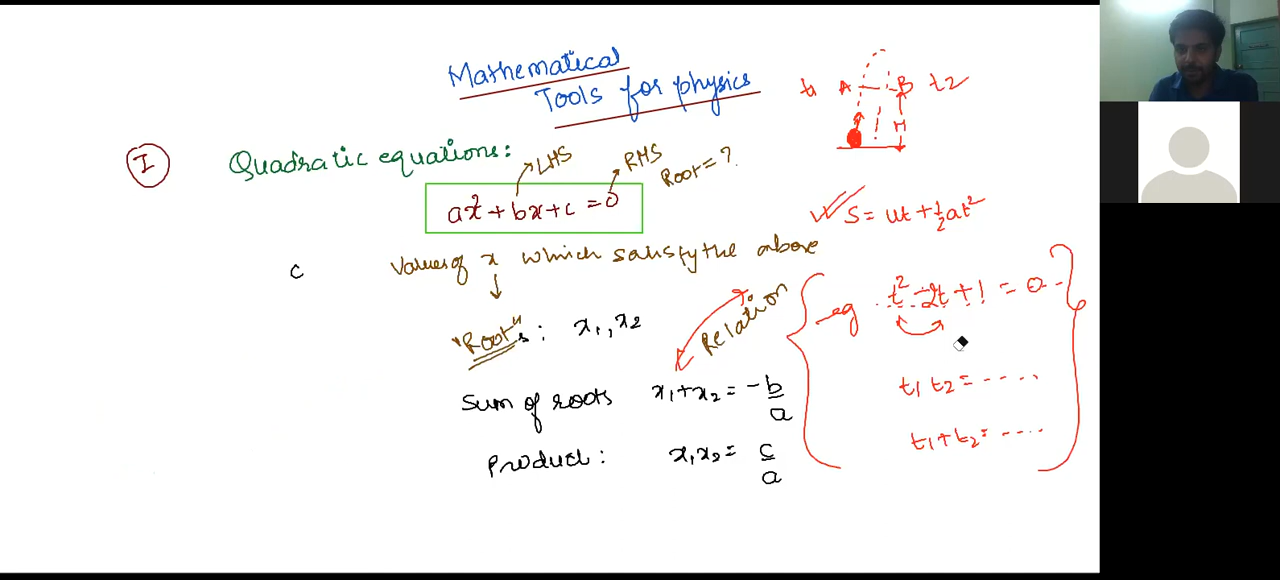 Mathematical
Tools for physics
t1 A B t2
H
I
Quadratic equations:
LHS
RHS
Root = ?
ax² + bx + c = 0
S = ut + ½at²
c
Values of x which satisfy the above
"Root"s : x₁, x₂
Relation
eg t² - 2t + 1 = 0
t₁ t₂ = ....
t₁ + t₂ = ....
Sum of roots x₁ + x₂ = -b/a
Product : x₁x₂ = c/a